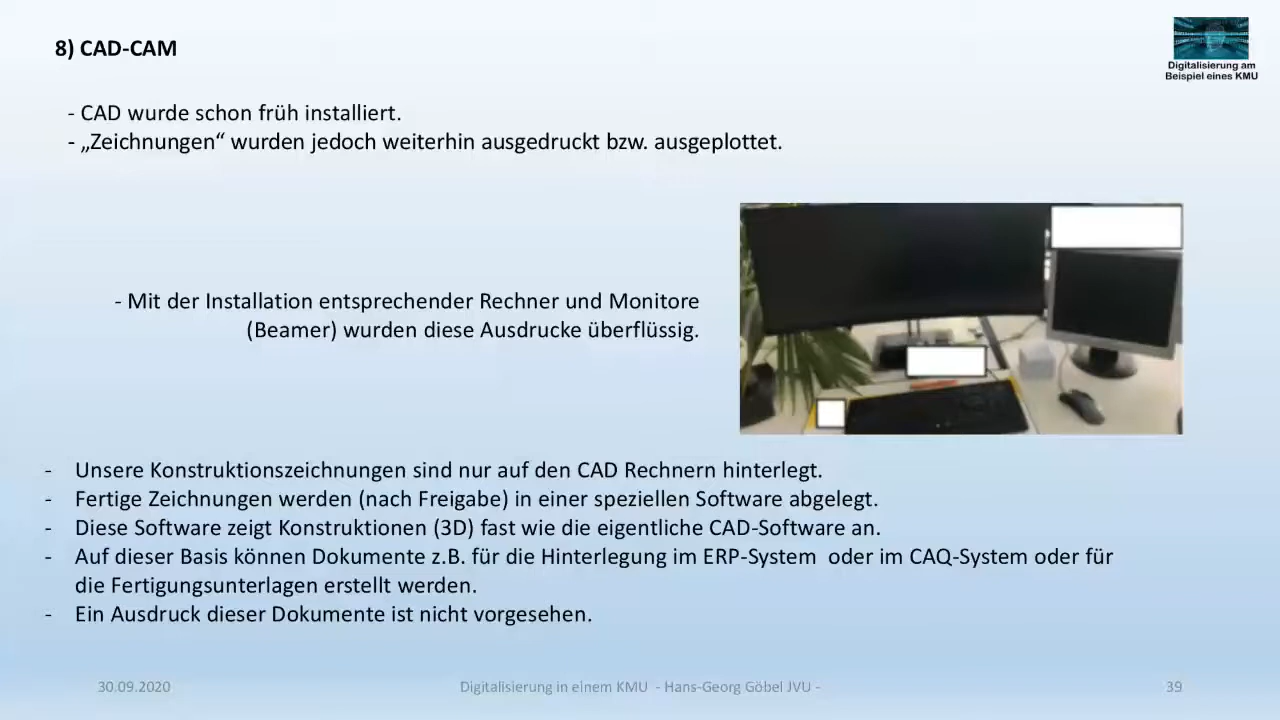 8) CAD-CAM
Digitalisierung am
Beispiel eines KMU
- CAD wurde schon früh installiert.
- „Zeichnungen“ wurden jedoch weiterhin ausgedruckt bzw. ausgeplottet.
- Mit der Installation entsprechender Rechner und Monitore
(Beamer) wurden diese Ausdrucke überflüssig.
- Unsere Konstruktionszeichnungen sind nur auf den CAD Rechnern hinterlegt.
- Fertige Zeichnungen werden (nach Freigabe) in einer speziellen Software abgelegt.
- Diese Software zeigt Konstruktionen (3D) fast wie die eigentliche CAD-Software an.
- Auf dieser Basis können Dokumente z.B. für die Hinterlegung im ERP-System oder im CAQ-System oder für
die Fertigungsunterlagen erstellt werden.
- Ein Ausdruck dieser Dokumente ist nicht vorgesehen.
30.09.2020
Digitalisierung in einem KMU - Hans-Georg Göbel JVU -
39